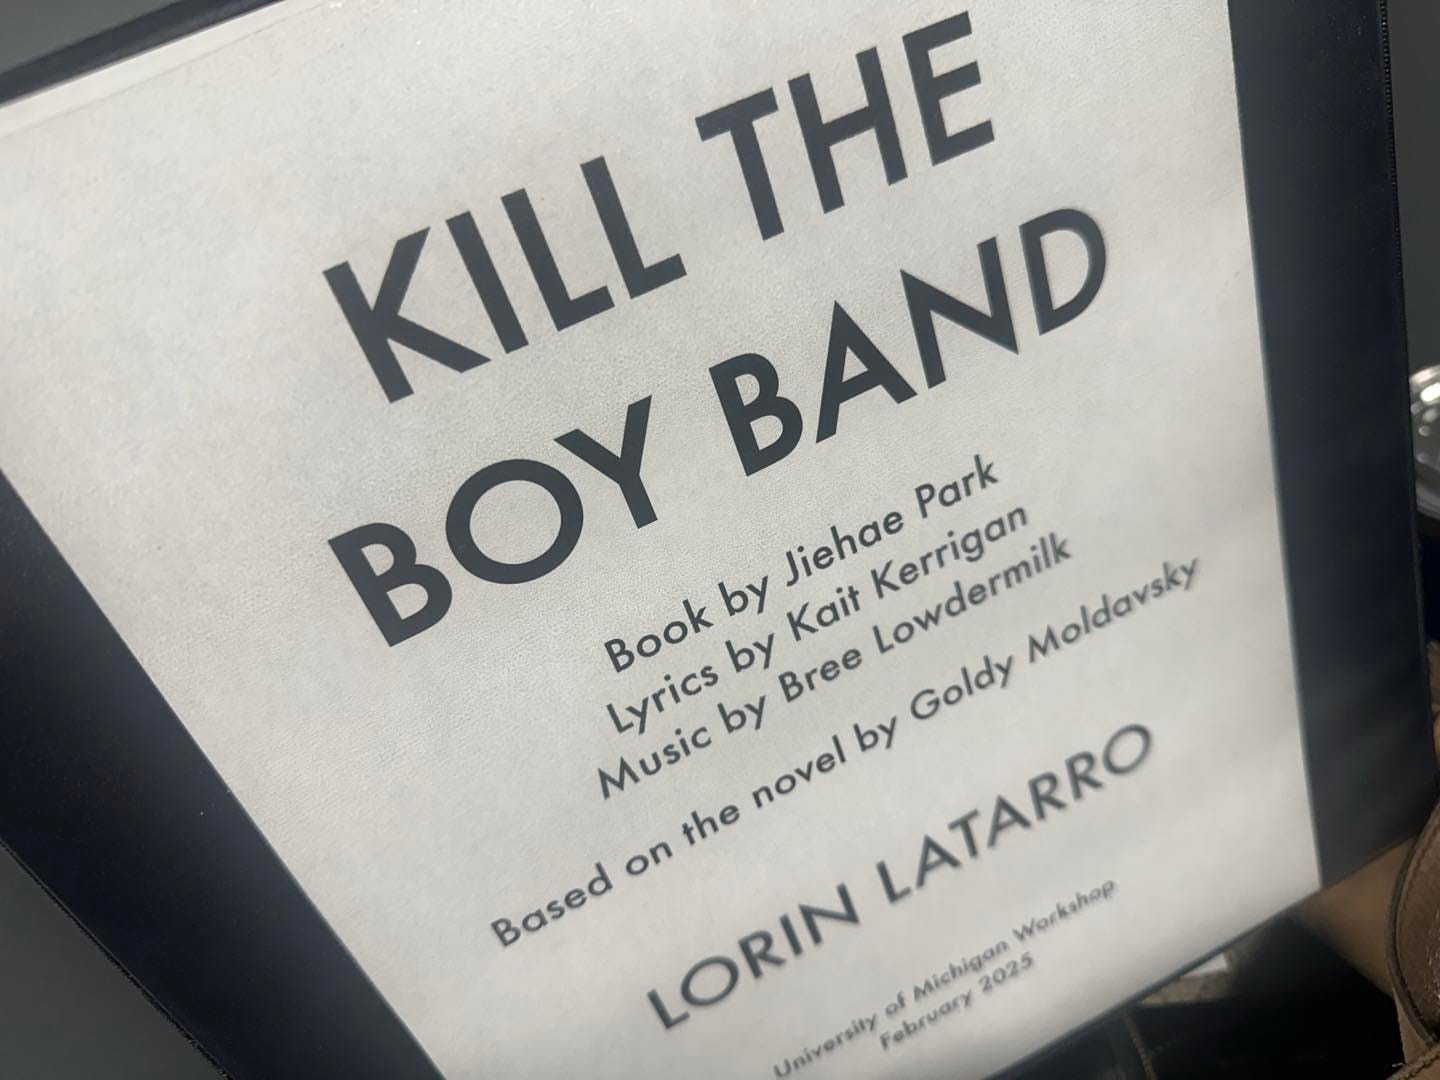 KILL THE
BOY BAND
Book by Jiehae Park
Lyrics by Kait Kerrigan
Music by Bree Lowdermilk
Based on the novel by Goldy Moldavsky
LORIN LATARRO
University of Michigan Workshop
February 2025